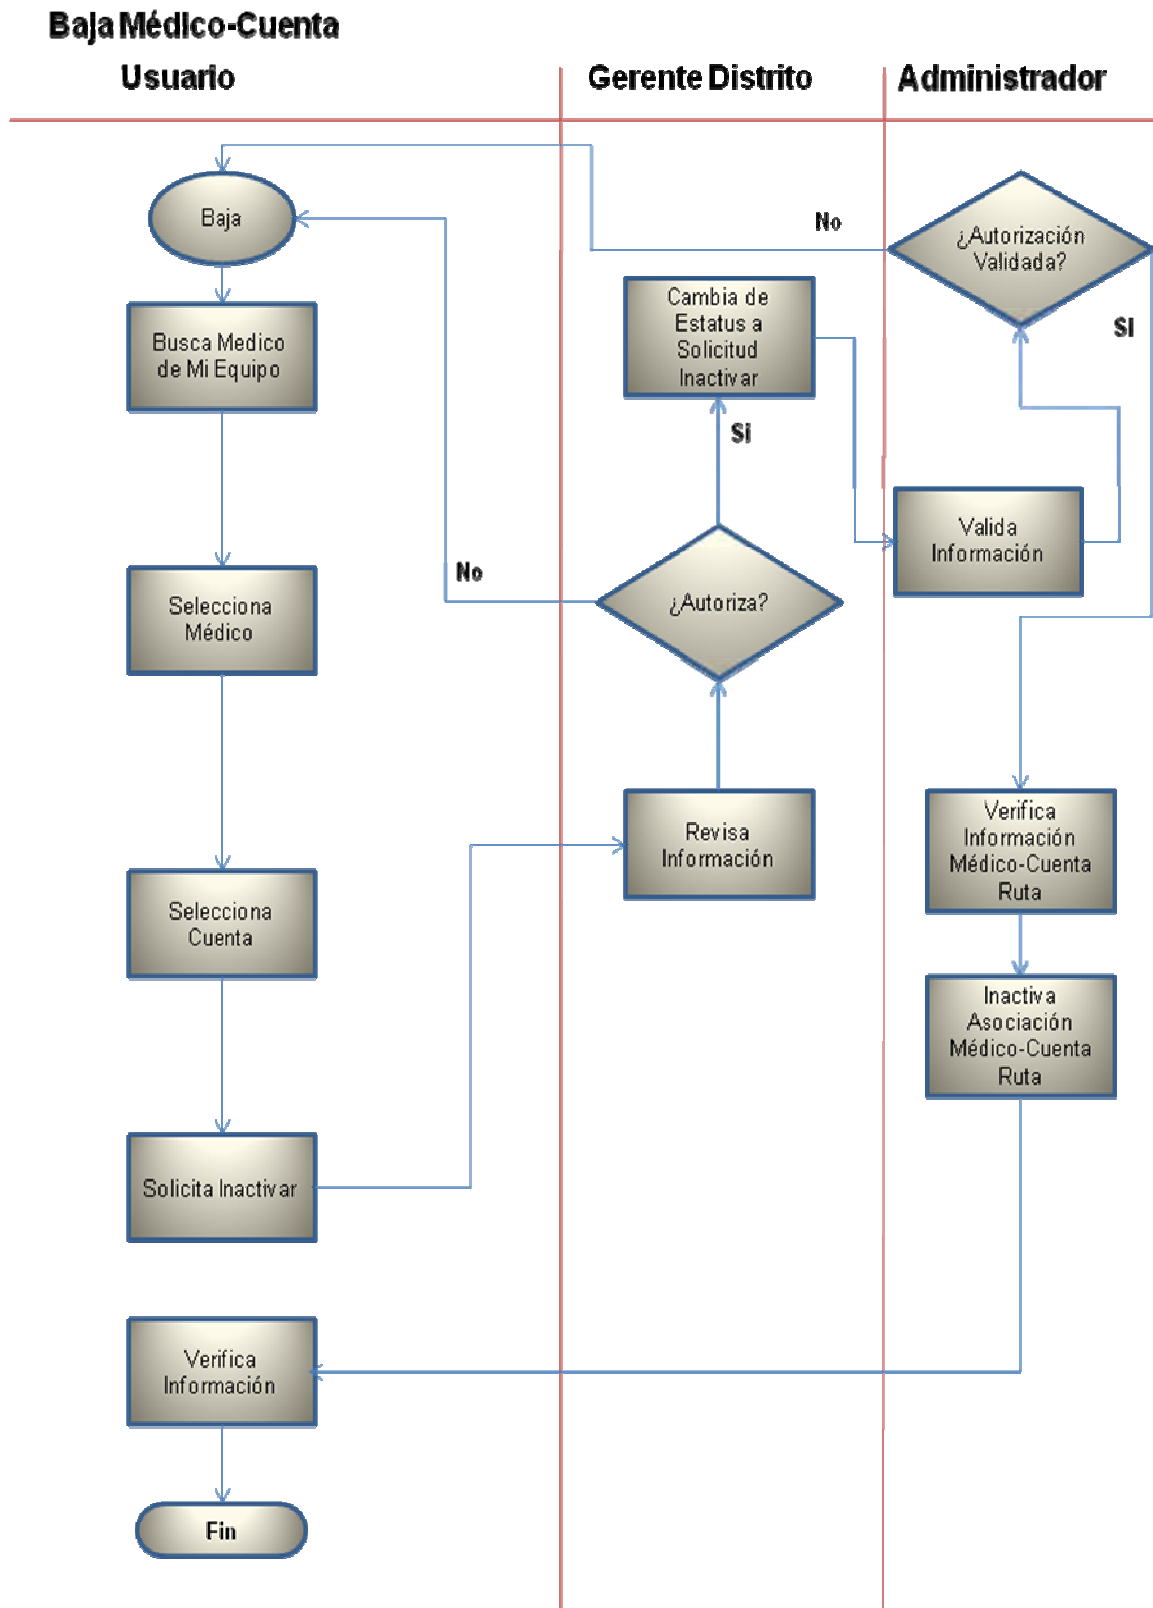 Baja Médico-Cuenta
Usuario
Gerente Distrito
Administrador
Baja
Busca Medico
de Mi Equipo
Selecciona
Médico
Selecciona
Cuenta
Solicita Inactivar
Verifica
Información
Fin
No
Cambia de
Estatus a
Solicitud
Inactivar
Si
¿Autoriza?
Revisa
Información
No
¿Autorización
Validada?
SI
Valida
Información
Verifica
Información
Médico-Cuenta
Ruta
Inactiva
Asociación
Médico-Cuenta
Ruta